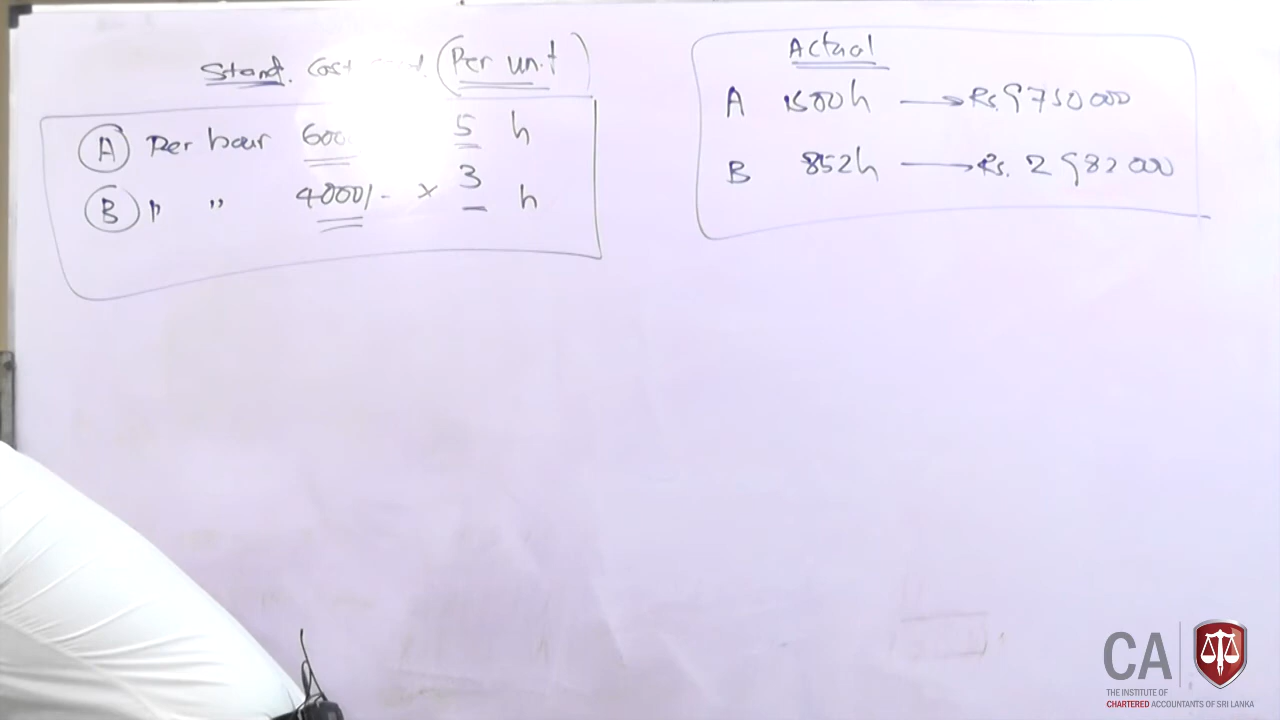 Stand. Cost (Per unit)
A Per hour 600 5 h
B " " 4000/- × 3 h
Actual
A 1500h → Rs. 9750000
B 852h → Rs. 2982000
CA
THE INSTITUTE OF
CHARTERED ACCOUNTANTS OF SRI LANKA